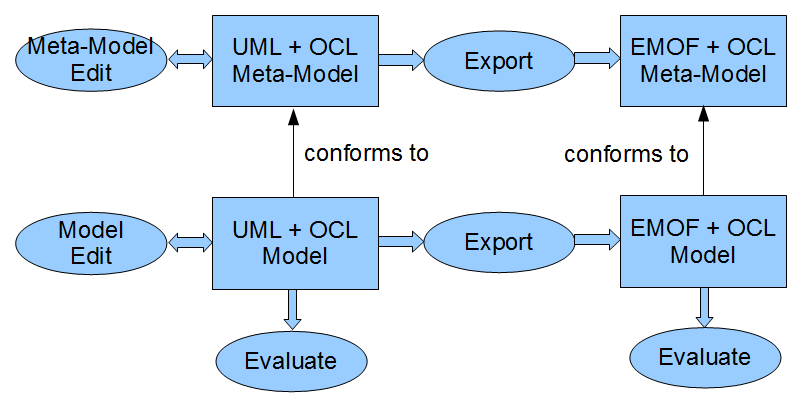 Meta-Model
Edit
UML + OCL
Meta-Model
Export
EMOF + OCL
Meta-Model
conforms to
conforms to
Model
Edit
UML + OCL
Model
Export
EMOF + OCL
Model
Evaluate
Evaluate